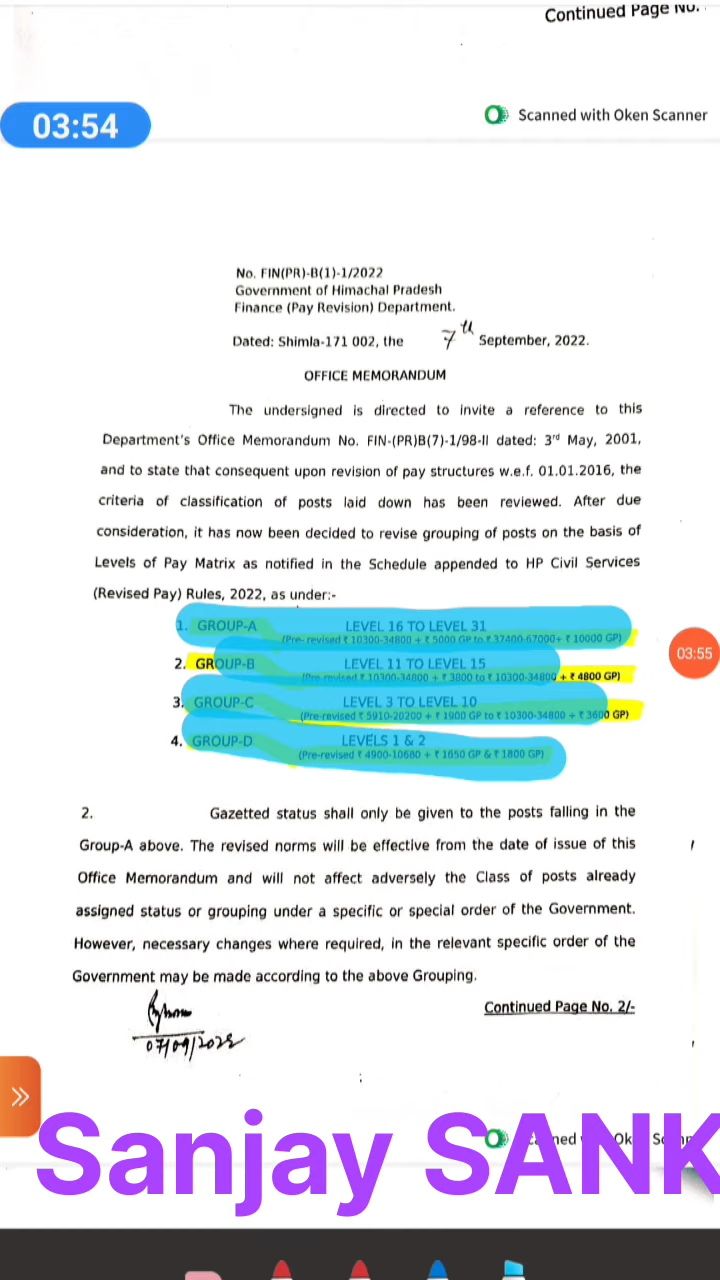 Continued Page No.
03:54
Scanned with Oken Scanner
No. FIN(PR)-B(1)-1/2022
Government of Himachal Pradesh
Finance (Pay Revision) Department.
Dated: Shimla-171 002, the 7th September, 2022.
OFFICE MEMORANDUM
The undersigned is directed to invite a reference to this
Department's Office Memorandum No. FIN-(PR)B(7)-1/98-II dated: 3rd May, 2001,
and to state that consequent upon revision of pay structures w.e.f. 01.01.2016, the
criteria of classification of posts laid down has been reviewed. After due
consideration, it has now been decided to revise grouping of posts on the basis of
Levels of Pay Matrix as notified in the Schedule appended to HP Civil Services
(Revised Pay) Rules, 2022, as under:-
1. GROUP-A LEVEL 16 TO LEVEL 31
(Pre- revised ₹ 10300-34800 + ₹ 5000 GP to ₹ 37400-67000+ ₹ 10000 GP)
03:55
2. GROUP-B LEVEL 11 TO LEVEL 15
(Pre-revised ₹ 10300-34800 + ₹ 3800 to ₹ 10300-34800 + ₹ 4800 GP)
3. GROUP-C LEVEL 3 TO LEVEL 10
(Pre-revised ₹ 5910-20200 + ₹ 1900 GP to ₹ 10300-34800 + ₹ 3600 GP)
4. GROUP-D LEVELS 1 & 2
(Pre-revised ₹ 4900-10680 + ₹ 1650 GP & ₹ 1800 GP)
2. Gazetted status shall only be given to the posts falling in the
Group-A above. The revised norms will be effective from the date of issue of this
Office Memorandum and will not affect adversely the Class of posts already
assigned status or grouping under a specific or special order of the Government.
However, necessary changes where required, in the relevant specific order of the
Government may be made according to the above Grouping.
Continued Page No. 2/-
07/09/2022
Sanjay SANK